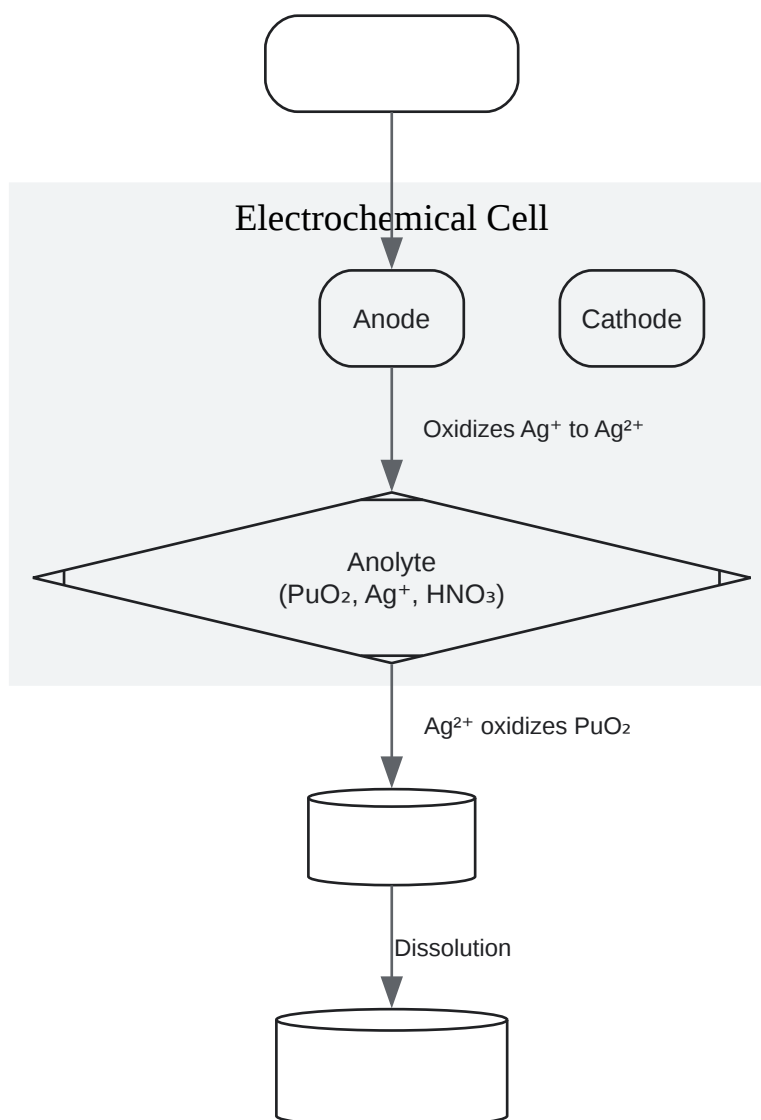 Electrochemical Cell
Anode
Cathode
Oxidizes Ag⁺ to Ag²⁺
Anolyte
(PuO₂, Ag⁺, HNO₃)
Ag²⁺ oxidizes PuO₂
Dissolution